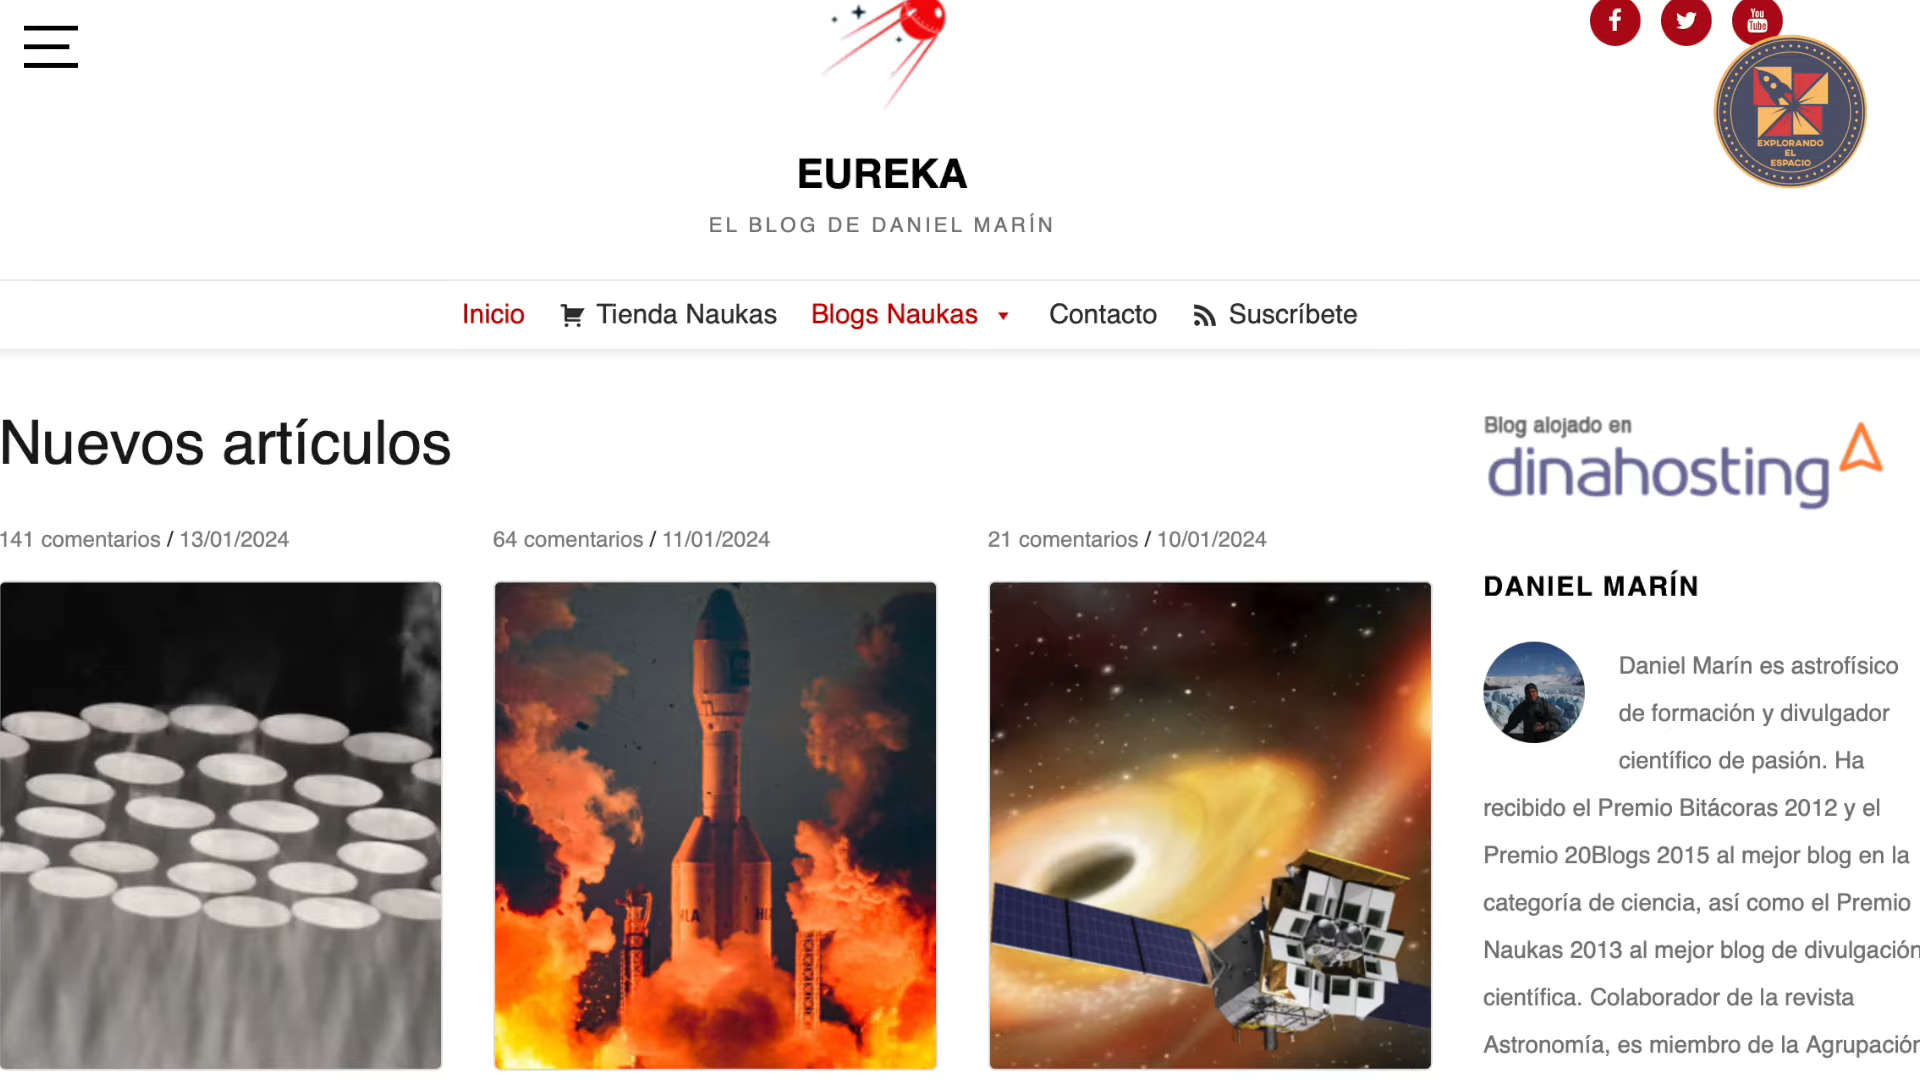 You
Tube
EXPLORANDO
EL
ESPACIO
EUREKA
EL BLOG DE DANIEL MARÍN
Inicio
Tienda Naukas
Blogs Naukas
Contacto
Suscríbete
Nuevos artículos
141 comentarios / 13/01/2024
64 comentarios / 11/01/2024
21 comentarios / 10/01/2024
Blog alojado en
dinahosting
DANIEL MARÍN
Daniel Marín es astrofísico
de formación y divulgador
científico de pasión. Ha
recibido el Premio Bitácoras 2012 y el
Premio 20Blogs 2015 al mejor blog en la
categoría de ciencia, así como el Premio
Naukas 2013 al mejor blog de divulgación
científica. Colaborador de la revista
Astronomía, es miembro de la Agrupación